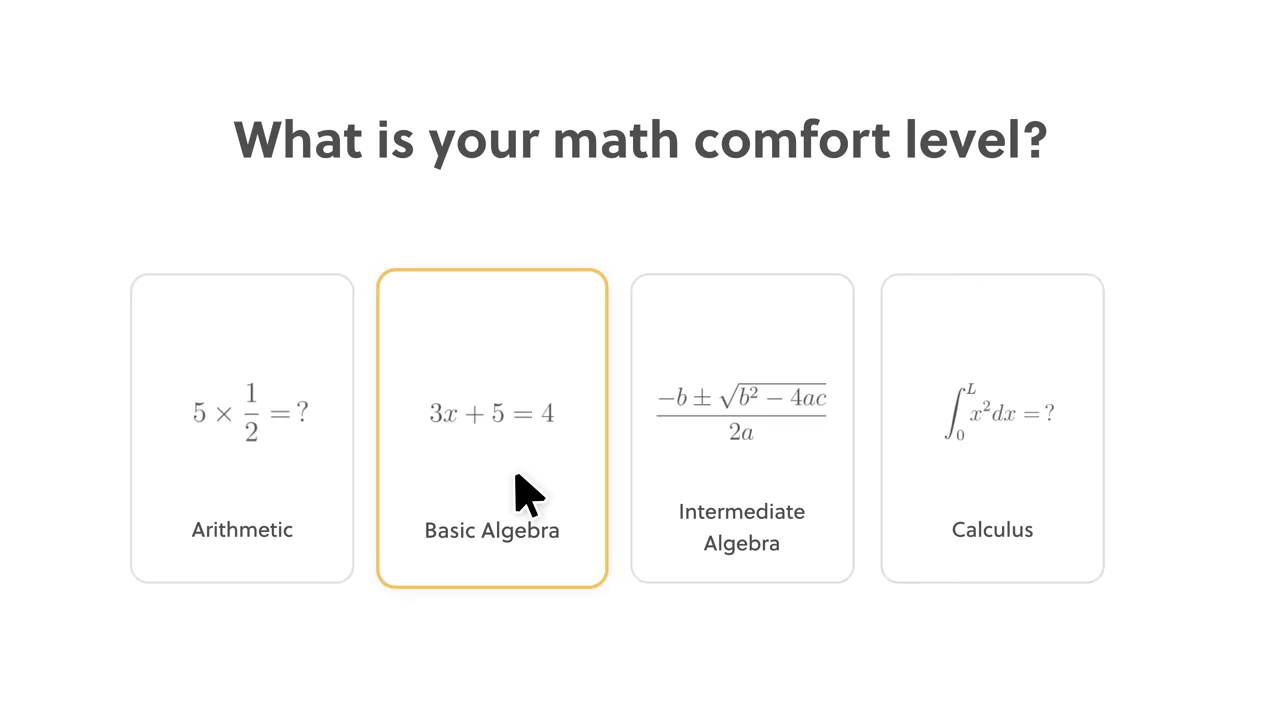 What is your math comfort level?
5 × 1/2 = ?
Arithmetic
3x + 5 = 4
Basic Algebra
(−b ± √(b² − 4ac))/(2a)
Intermediate
Algebra
∫₀ᴸ x²dx = ?
Calculus